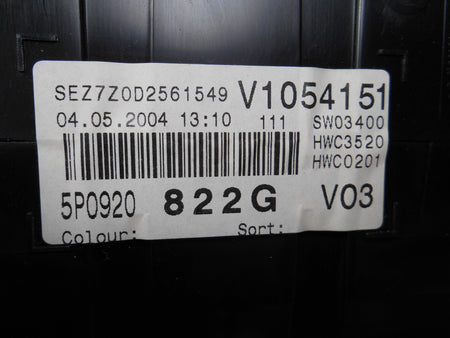 SEZ7Z0D2561549 V1054151
04.05.2004 13:10 111 SW03400
HWC3520
HWC0201
5P0920 822G V03
Colour: Sort: